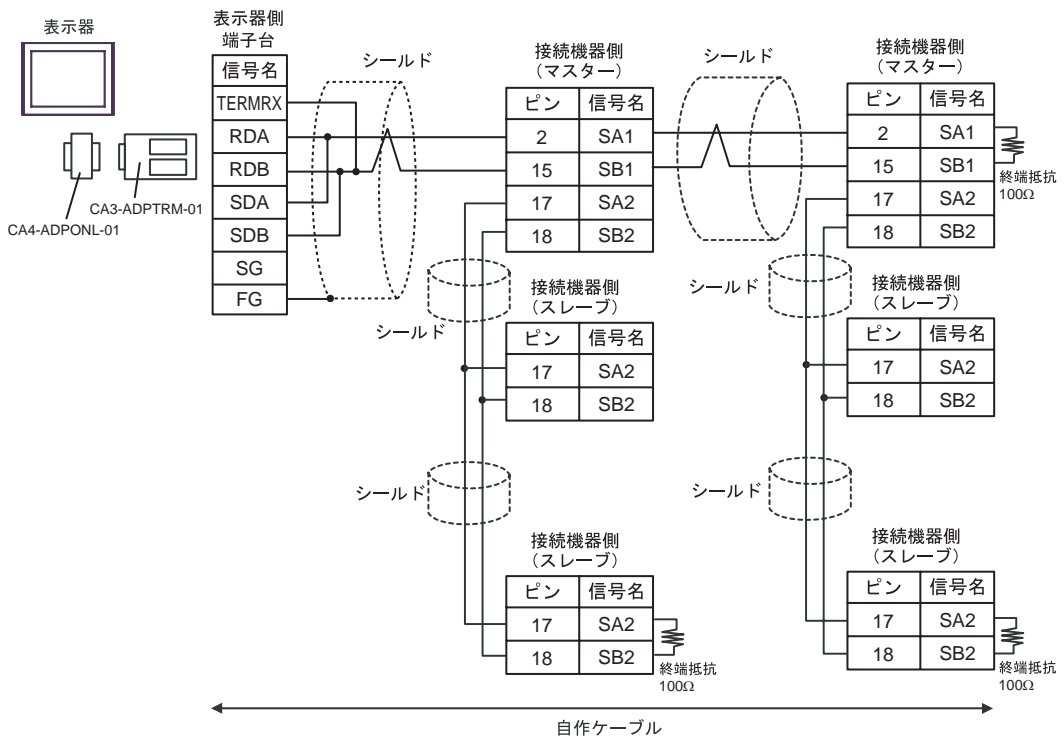 表示器
CA4-ADPONL-01
CA3-ADPTRM-01
表示器側
端子台
信号名
TERMRX
RDA
RDB
SDA
SDB
SG
FG
シールド
接続機器側
（マスター）
ピン 信号名
2 SA1
15 SB1
17 SA2
18 SB2
シールド
接続機器側
（マスター）
ピン 信号名
2 SA1
15 SB1
17 SA2
18 SB2
終端抵抗
100Ω
シールド
接続機器側
（スレーブ）
ピン 信号名
17 SA2
18 SB2
シールド
接続機器側
（スレーブ）
ピン 信号名
17 SA2
18 SB2
シールド
接続機器側
（スレーブ）
ピン 信号名
17 SA2
18 SB2
終端抵抗
100Ω
シールド
接続機器側
（スレーブ）
ピン 信号名
17 SA2
18 SB2
終端抵抗
100Ω
自作ケーブル